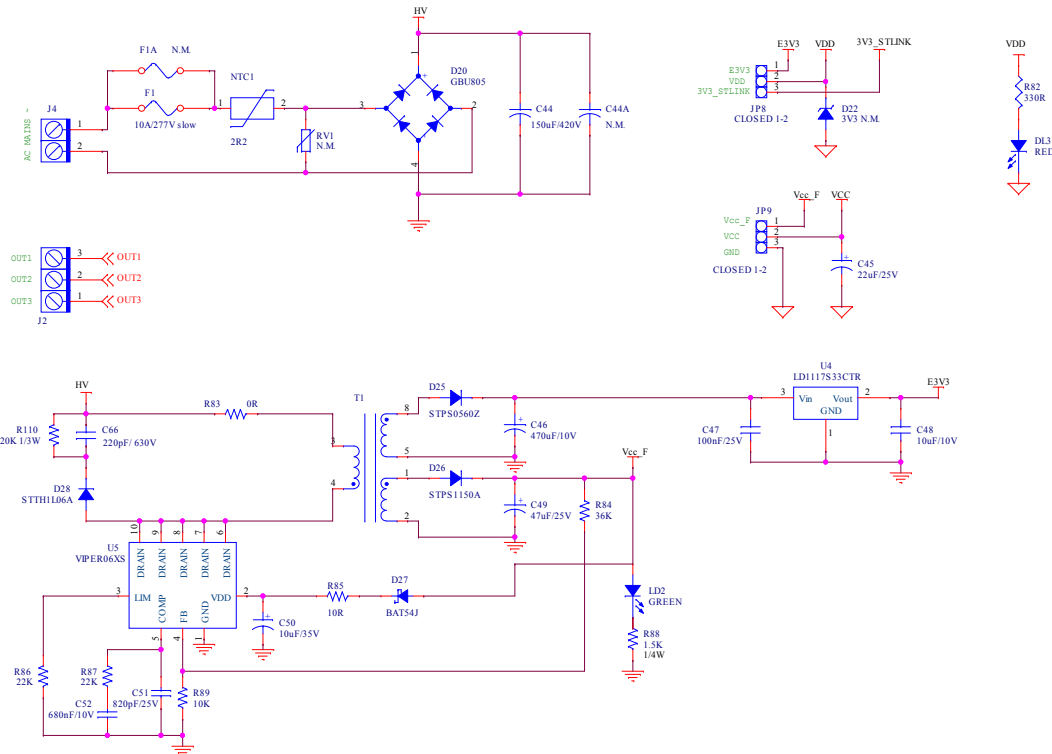 HV
F1A N.M.
F1
10A/277V slow
NTC1
2R2
1
2
J4
1
2
AC MAINS ~
RV1
N.M.
D20
GBU805
1
2
3
4
C44
150uF/420V
C44A
N.M.
E3V3 VDD 3V3_STLINK
E3V3
VDD
3V3_STLINK
1
2
3
JP8
CLOSED 1-2
D22
3V3 N.M.
VDD
R82
330R
DL3
RED
Vcc_F VCC
JP9
Vcc_F
VCC
GND
1
2
3
CLOSED 1-2
C45
22uF/25V
OUT1 3 OUT1
OUT2 2 OUT2
OUT3 1 OUT3
J2
HV
R110
20K 1/3W
C66
220pF/ 630V
R83 0R
T1
3
4
8
5
1
2
D28
STTH1L06A
D25
STPS0560Z
C46
470uF/10V
D26
STPS1150A
C49
47uF/25V
R84
36K
Vcc_F
U4
LD1117S33CTR
3 Vin Vout 2
GND
1
E3V3
C47
100nF/25V
C48
10uF/10V
U5
VIPER06XS
10 9 8 7 6
DRAIN DRAIN DRAIN DRAIN DRAIN
3 LIM
VDD 2
COMP FB GND
5 4 1
C50
10uF/35V
R85
10R
D27
BAT54J
LD2
GREEN
R88
1.5K
1/4W
R86
22K
R87
22K
C52
680nF/10V
C51
820pF/25V
R89
10K